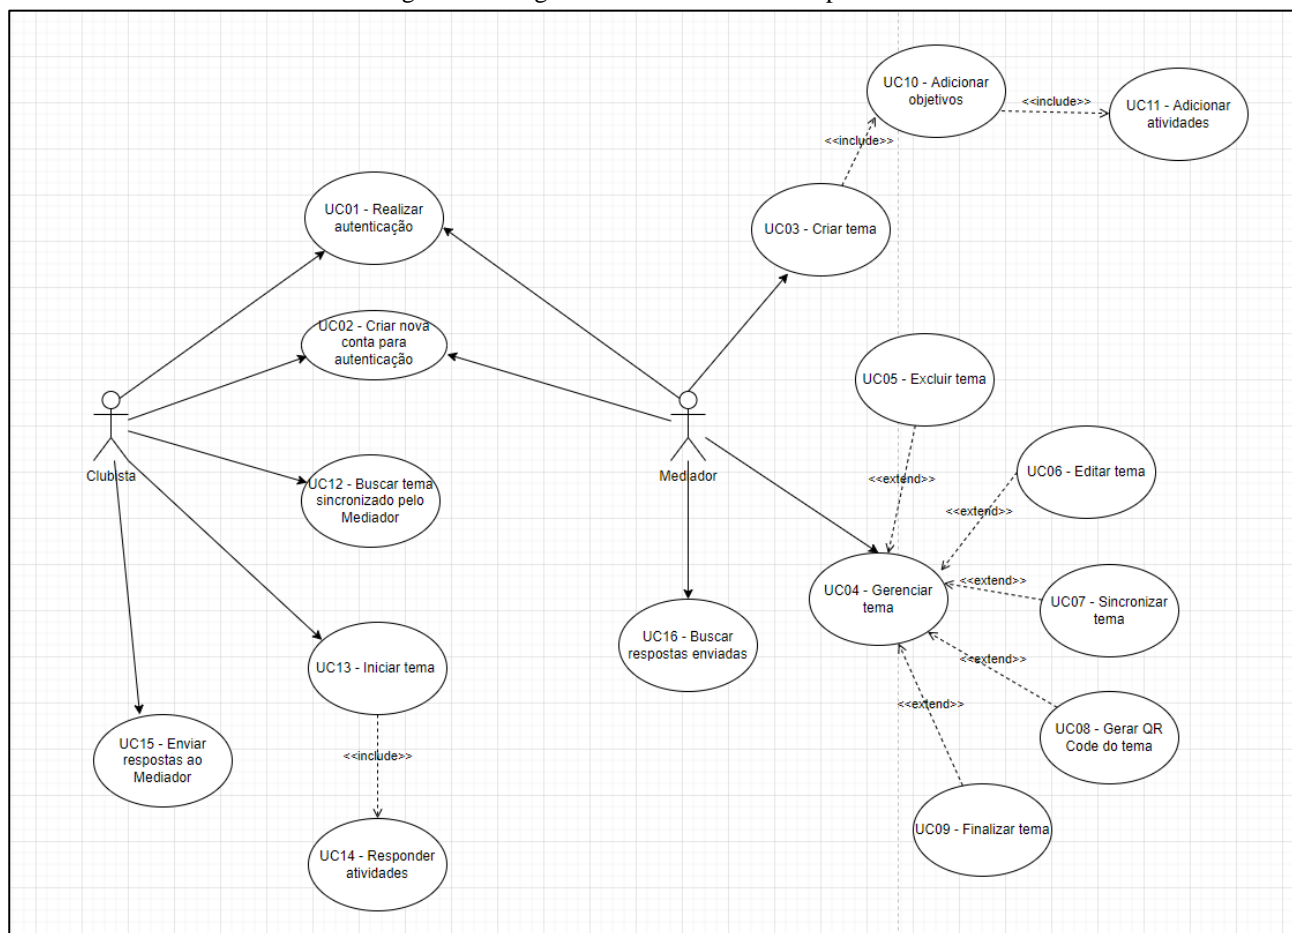 UC10 - Adicionar
objetivos
<<include>>
UC11 - Adicionar
atividades
<<include>>
UC01 - Realizar
autenticação
UC03 - Criar tema
UC02 - Criar nova
conta para
autenticação
UC05 - Excluir tema
Clubista
Mediador
UC06 - Editar tema
<<extend>>
<<extend>>
UC12 - Buscar tema
sincronizado pelo
Mediador
UC04 - Gerenciar
tema
<<extend>>
UC07 - Sincronizar
tema
UC16 - Buscar
respostas enviadas
UC13 - Iniciar tema
<<extend>>
<<extend>>
UC08 - Gerar QR
Code do tema
UC15 - Enviar
respostas ao
Mediador
<<include>>
UC09 - Finalizar tema
UC14 - Responder
atividades